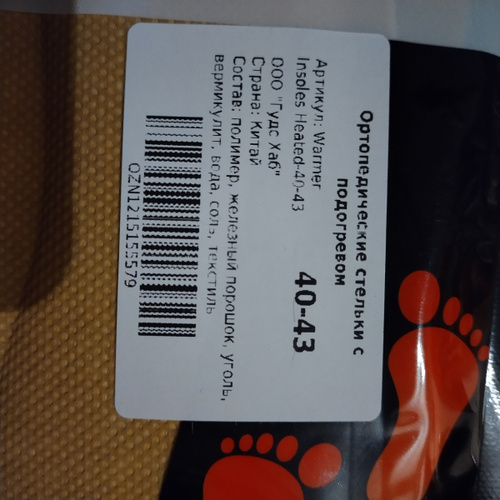 Ортопедические стельки с
подогревом
Артикул: Warmer
Insoles Heated-40-43
40-43
ООО "Гудс Хаб"
Страна: Китай
Состав: полимер, железный порошок, уголь,
вермикулит, вода, соль, текстиль
OZN1215155579